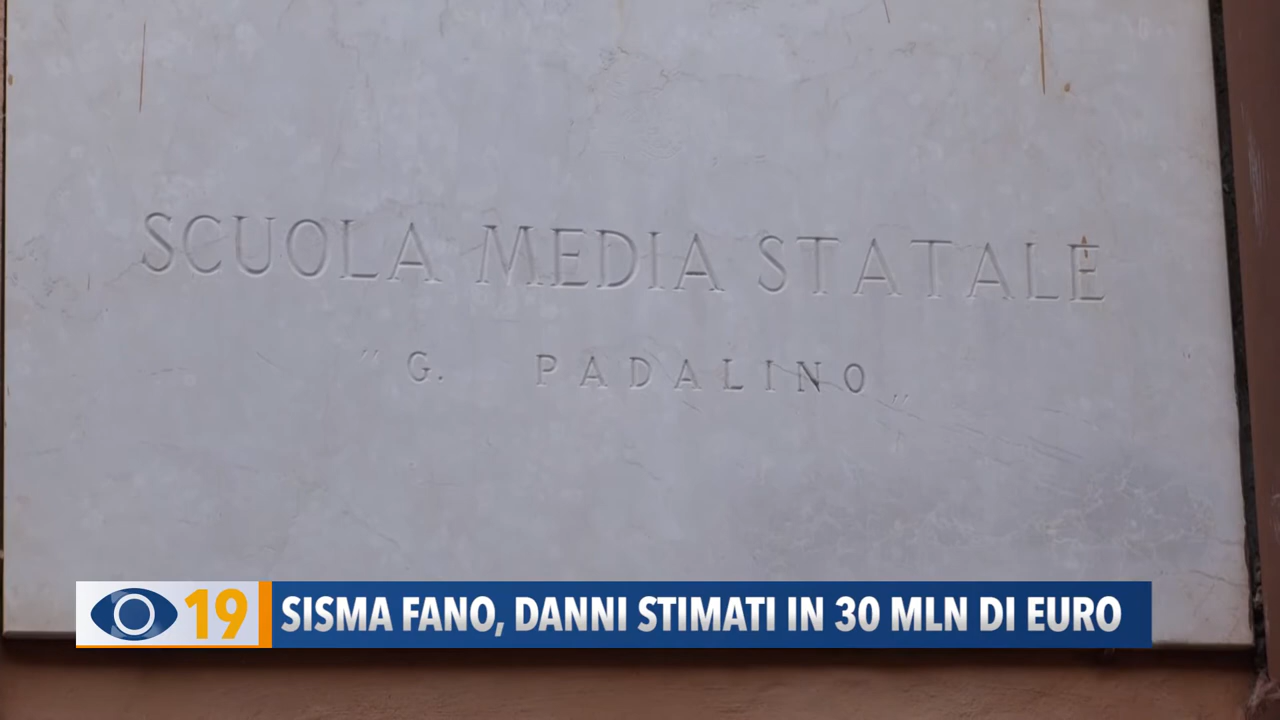 SCUOLA MEDIA STATALE
"G. PADALINO„
19 SISMA FANO, DANNI STIMATI IN 30 MLN DI EURO